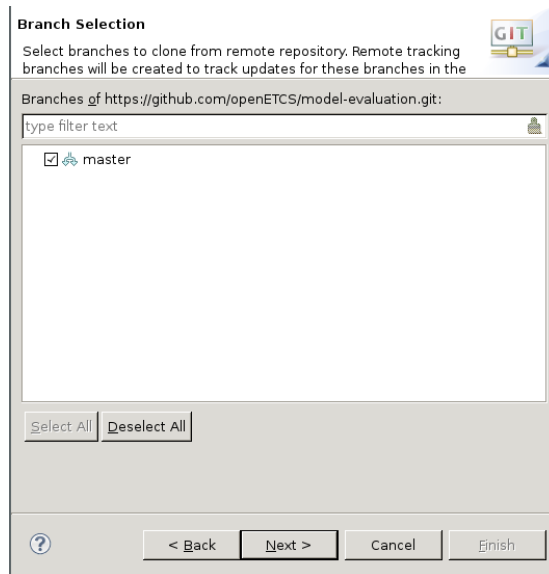 Branch Selection
Select branches to clone from remote repository. Remote tracking
branches will be created to track updates for these branches in the
GIT
Branches of https://github.com/openETCS/model-evaluation.git:
type filter text
master
Select All Deselect All
? < Back Next > Cancel Finish